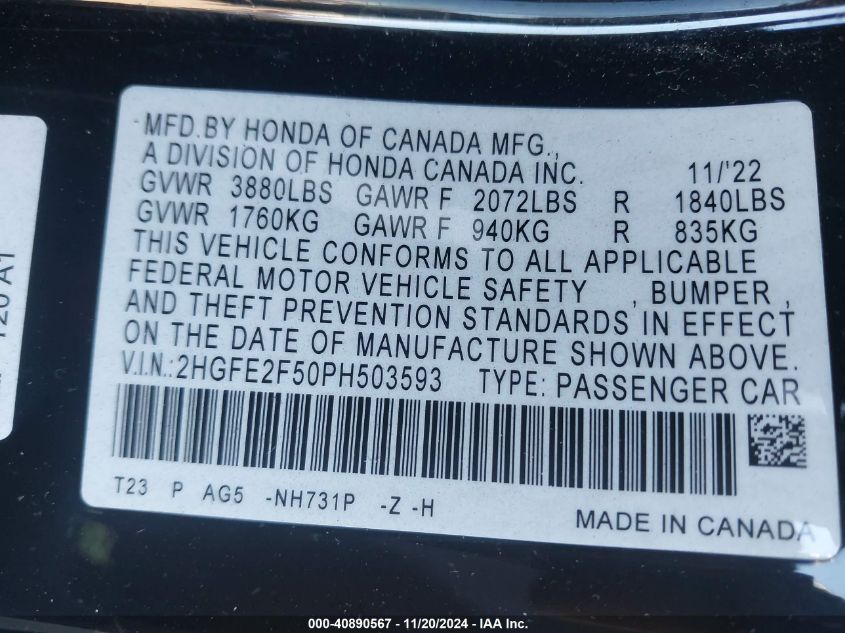 MFD.BY HONDA OF CANADA MFG.,
A DIVISION OF HONDA CANADA INC. 11/'22
GVWR 3880LBS GAWR F 2072LBS R 1840LBS
GVWR 1760KG GAWR F 940KG R 835KG
THIS VEHICLE CONFORMS TO ALL APPLICABLE
FEDERAL MOTOR VEHICLE SAFETY , BUMPER ,
AND THEFT PREVENTION STANDARDS IN EFFECT
ON THE DATE OF MANUFACTURE SHOWN ABOVE.
V.I.N.:2HGFE2F50PH503593 TYPE: PASSENGER CAR
T23 P AG5 -NH731P -Z -H
MADE IN CANADA
120 A1
000-40890567 - 11/20/2024 - IAA Inc.